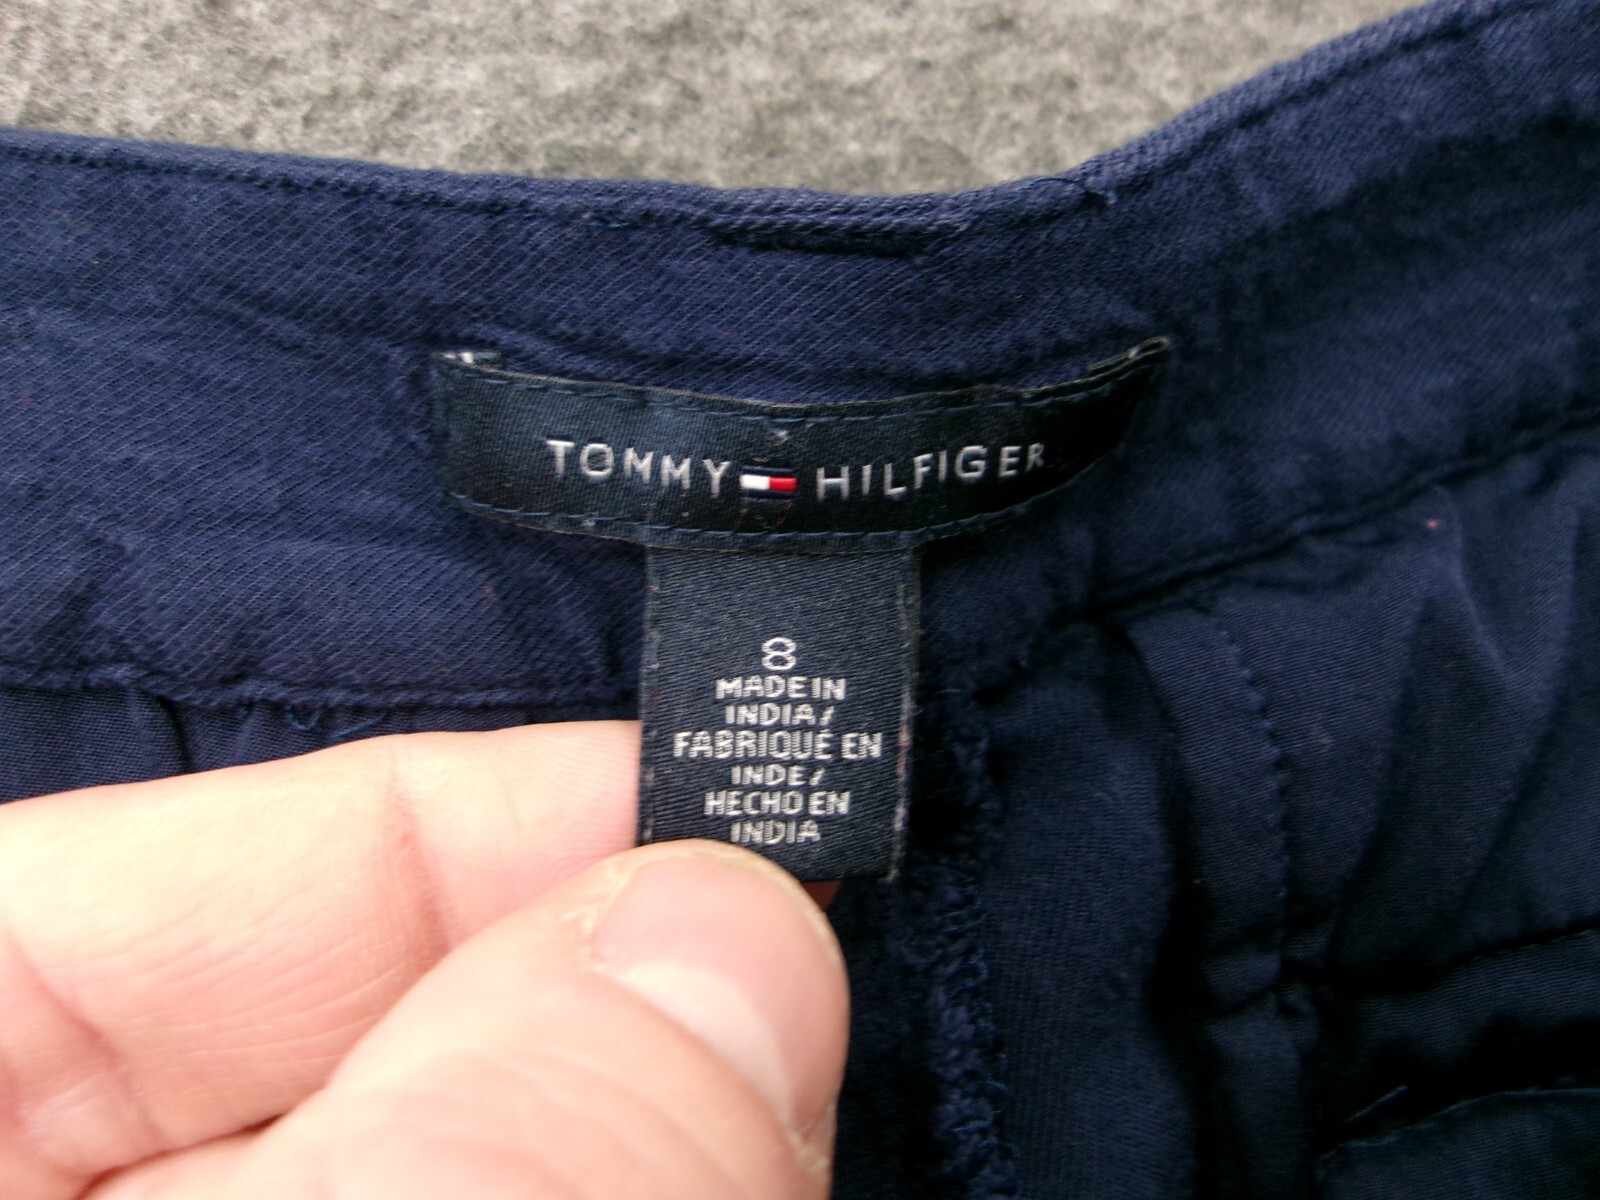 TOMMY HILFIGER
8
MADE IN
INDIA/
FABRIQUÉ EN
INDE/
HECHO EN
INDIA